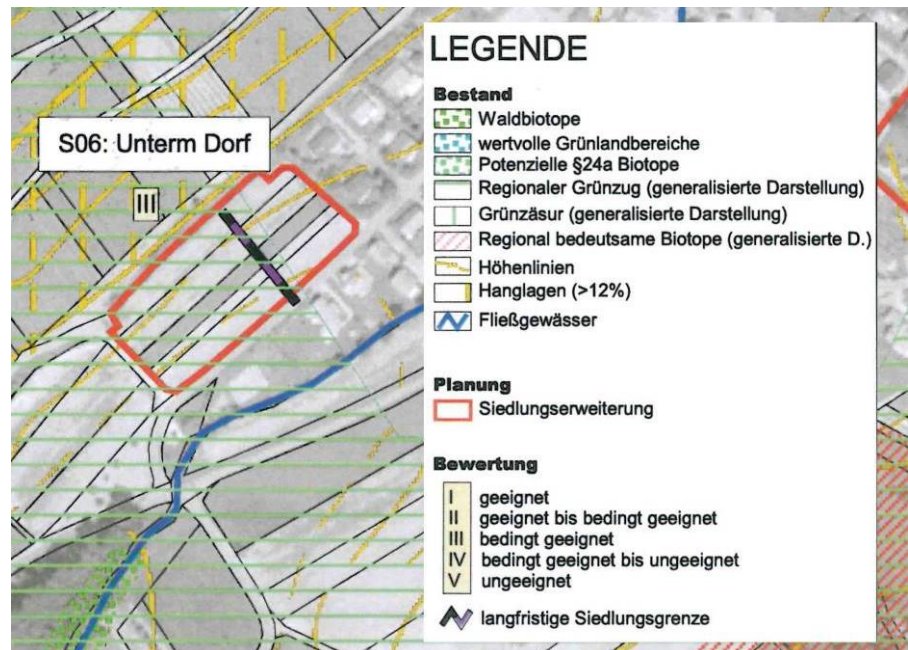 S06: Unterm Dorf
III
LEGENDE
Bestand
Waldbiotope
wertvolle Grünlandbereiche
Potenzielle §24a Biotope
Regionaler Grünzug (generalisierte Darstellung)
Grünzäsur (generalisierte Darstellung)
Regional bedeutsame Biotope (generalisierte D.)
Höhenlinien
Hanglagen (>12%)
Fließgewässer
Planung
Siedlungserweiterung
Bewertung
I geeignet
II geeignet bis bedingt geeignet
III bedingt geeignet
IV bedingt geeignet bis ungeeignet
V ungeeignet
langfristige Siedlungsgrenze